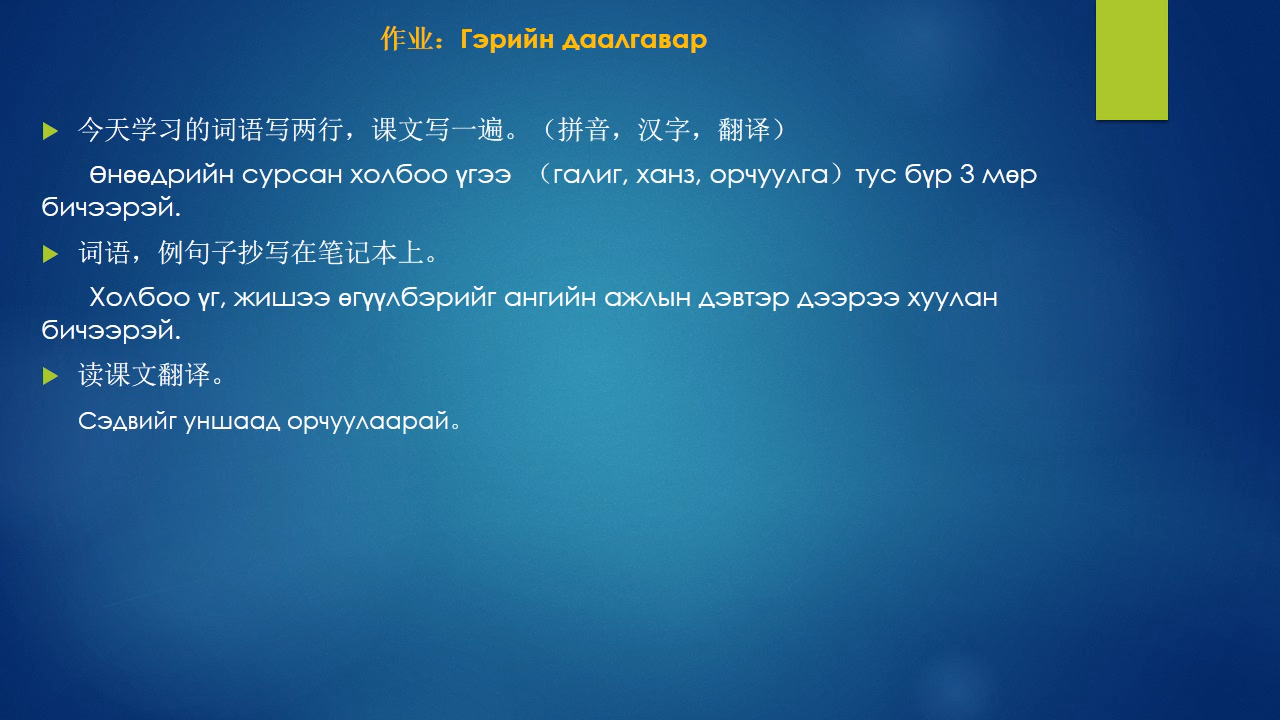 作业：Гэрийн даалгавар
今天学习的词语写两行，课文写一遍。（拼音，汉字，翻译）
Өнөөдрийн сурсан холбоо үгээ （галиг, ханз, орчуулга）тус бүр 3 мөр
бичээрэй.
词语，例句子抄写在笔记本上。
Холбоо үг, жишээ өгүүлбэрийг ангийн ажлын дэвтэр дээрээ хуулан
бичээрэй.
读课文翻译。
Сэдвийг уншаад орчуулаарай。